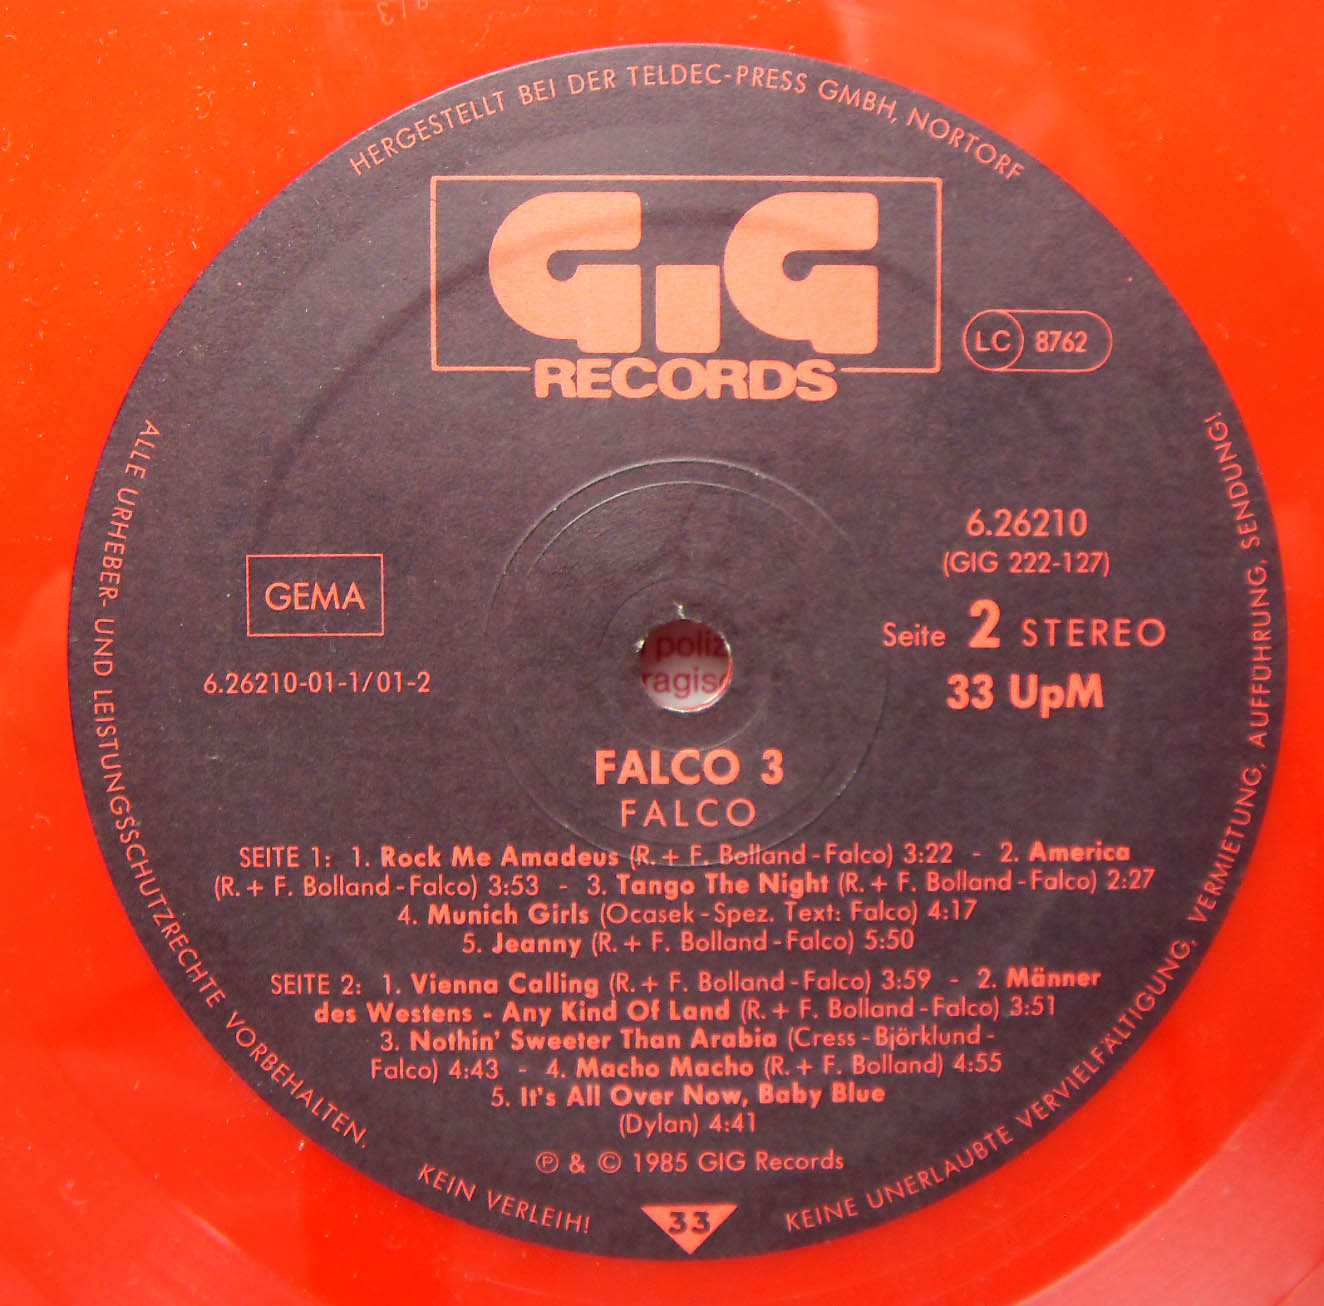 HERGESTELLT BEI DER TELDEC-PRESS GMBH, NORTORF
GIG
RECORDS
LC 8762
6.26210
(GIG 222-127)
GEMA
Seite 2 STEREO
6.26210-01-1/01-2
33 UpM
poliz
ragisc
FALCO 3
FALCO
SEITE 1: 1. Rock Me Amadeus (R. + F. Bolland - Falco) 3:22 - 2. America
(R. + F. Bolland - Falco) 3:53 - 3. Tango The Night (R. + F. Bolland - Falco) 2:27
4. Munich Girls (Ocasek - Spez. Text: Falco) 4:17
5. Jeanny (R. + F. Bolland - Falco) 5:50
SEITE 2: 1. Vienna Calling (R. + F. Bolland - Falco) 3:59 - 2. Männer
des Westens - Any Kind Of Land (R. + F. Bolland - Falco) 3:51
3. Nothin' Sweeter Than Arabia (Cress - Björklund -
Falco) 4:43 - 4. Macho Macho (R. + F. Bolland) 4:55
5. It's All Over Now, Baby Blue
(Dylan) 4:41
℗ & © 1985 GIG Records
33
ALLE URHEBER- UND LEISTUNGSSCHUTZRECHTE VORBEHALTEN.
KEIN VERLEIH!
KEINE UNERLAUBTE VERVIELFÄLTIGUNG, VERMIETUNG, AUFFÜHRUNG, SENDUNG!